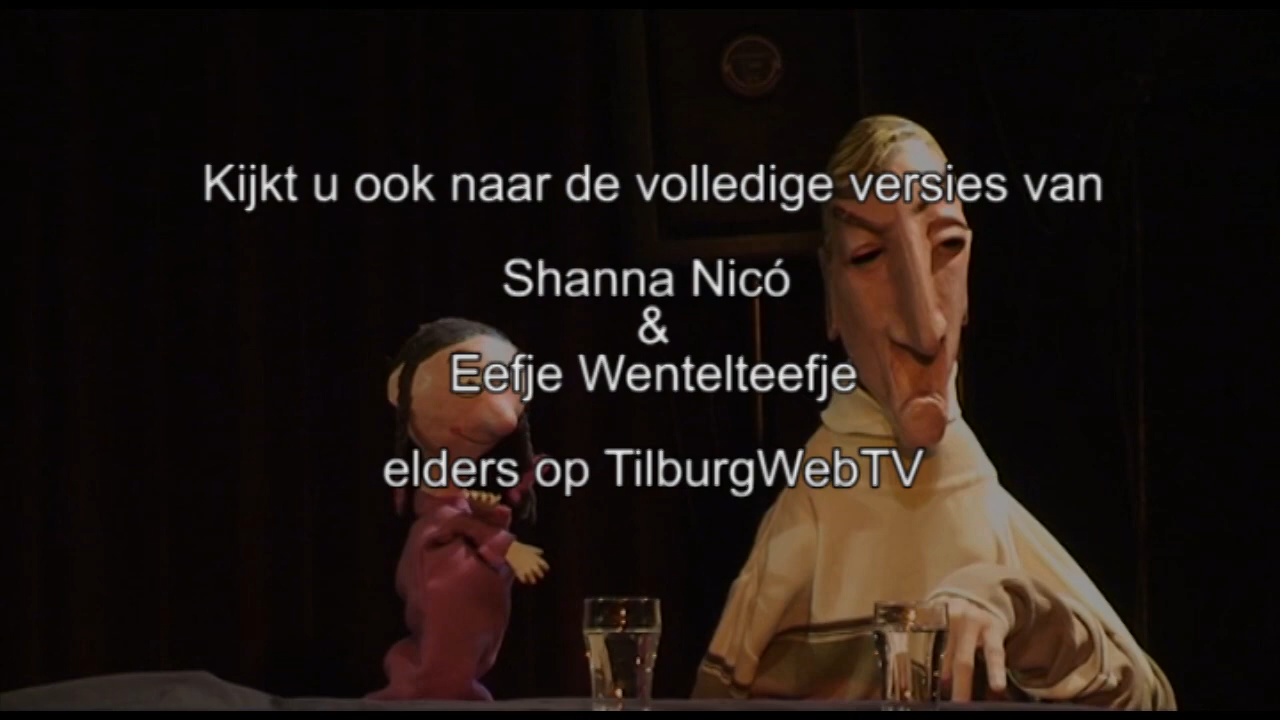 Kijkt u ook naar de volledige versies van
Shanna Nicó
&
Eefje Wentelteefje
elders op TilburgWebTV